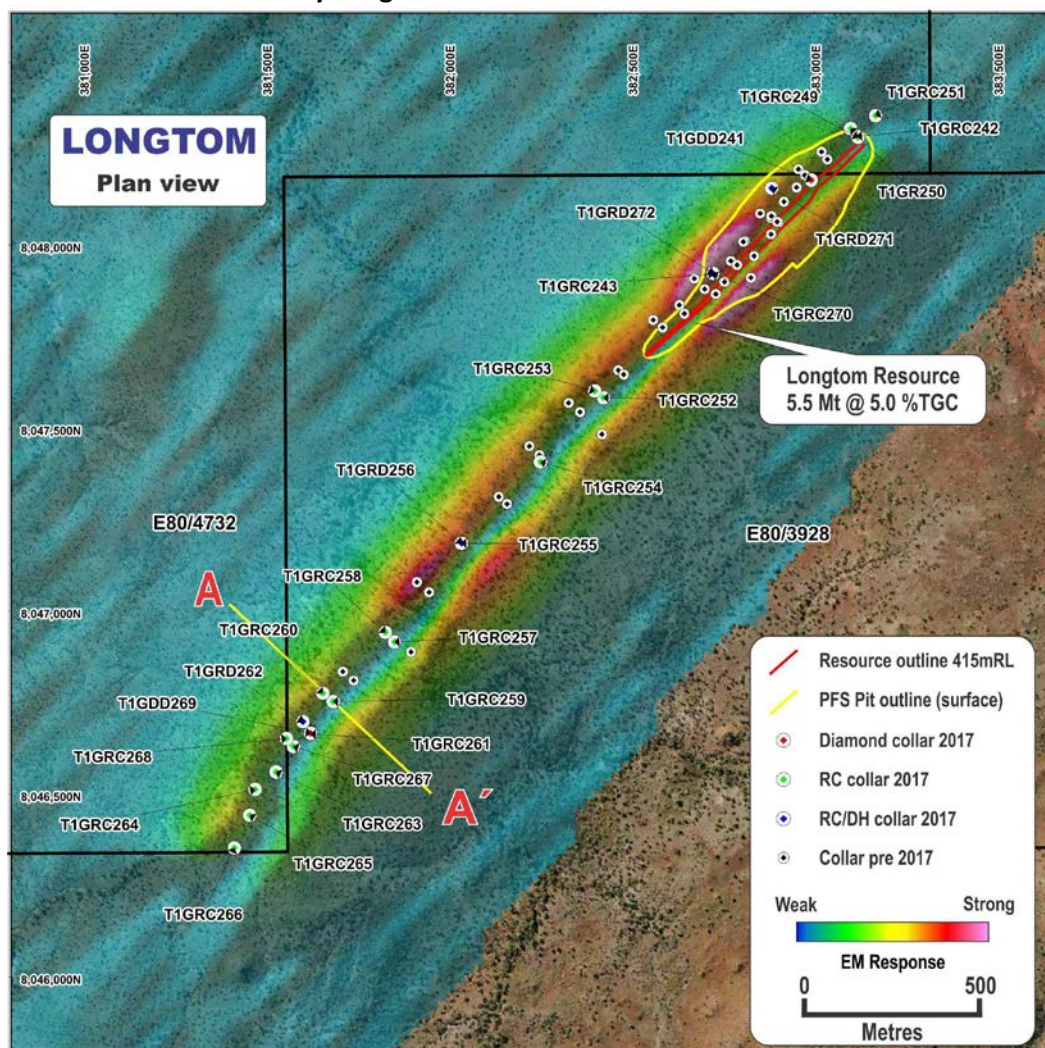 381,000E
381,500E
382,000E
382,500E
383,000E
383,500E
LONGTOM
Plan view
T1GRC249
T1GRC251
T1GRC242
T1GDD241
T1GR250
T1GRD272
T1GRD271
8,048,000N
T1GRC243
T1GRC270
T1GRC253
Longtom Resource
5.5 Mt @ 5.0 %TGC
T1GRC252
8,047,500N
T1GRD256
T1GRC254
E80/4732
E80/3928
T1GRC255
T1GRC258
A
8,047,000N
T1GRC260
T1GRC257
T1GRD262
T1GDD269
T1GRC259
T1GRC261
T1GRC268
T1GRC267
8,046,500N
A´
T1GRC264
T1GRC263
T1GRC265
T1GRC266
8,046,000N
Resource outline 415mRL
PFS Pit outline (surface)
Diamond collar 2017
RC collar 2017
RC/DH collar 2017
Collar pre 2017
Weak Strong
EM Response
0 500
Metres